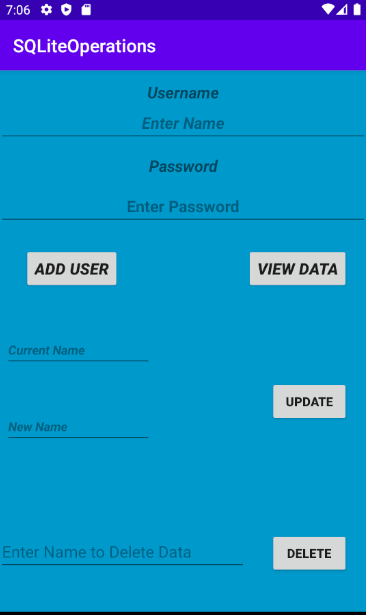 7:06
SQLiteOperations
Username
Enter Name
Password
Enter Password
ADD USER
VIEW DATA
Current Name
UPDATE
New Name
Enter Name to Delete Data
DELETE